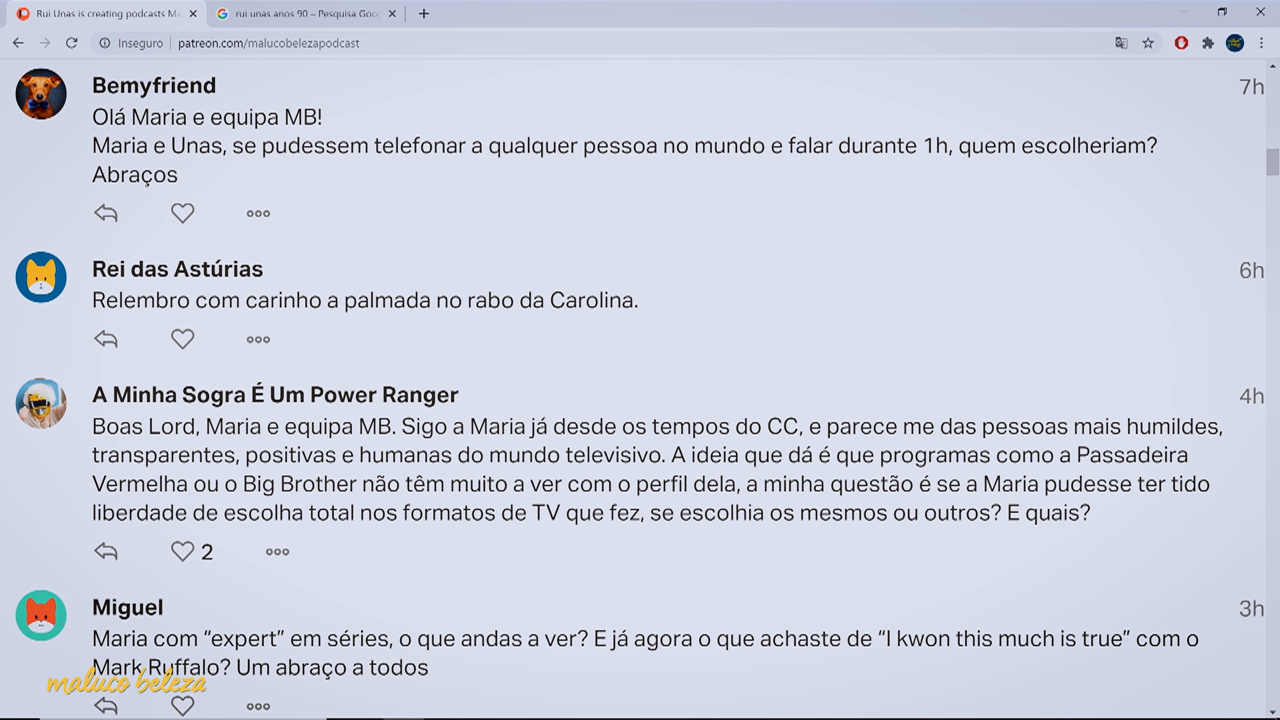 Rui Unas is creating podcasts Ma
rui unas anos 90 – Pesquisa Goo
Inseguro
patreon.com/malucobelezapodcast
Bemyfriend
7h
Olá Maria e equipa MB!
Maria e Unas, se pudessem telefonar a qualquer pessoa no mundo e falar durante 1h, quem escolheriam?
Abraços
Rei das Astúrias
6h
Relembro com carinho a palmada no rabo da Carolina.
A Minha Sogra É Um Power Ranger
4h
Boas Lord, Maria e equipa MB. Sigo a Maria já desde os tempos do CC, e parece me das pessoas mais humildes,
transparentes, positivas e humanas do mundo televisivo. A ideia que dá é que programas como a Passadeira
Vermelha ou o Big Brother não têm muito a ver com o perfil dela, a minha questão é se a Maria pudesse ter tido
liberdade de escolha total nos formatos de TV que fez, se escolhia os mesmos ou outros? E quais?
2
Miguel
3h
Maria com “expert” em séries, o que andas a ver? E já agora o que achaste de “I kwon this much is true” com o
Mark Ruffalo? Um abraço a todos
maluco beleza